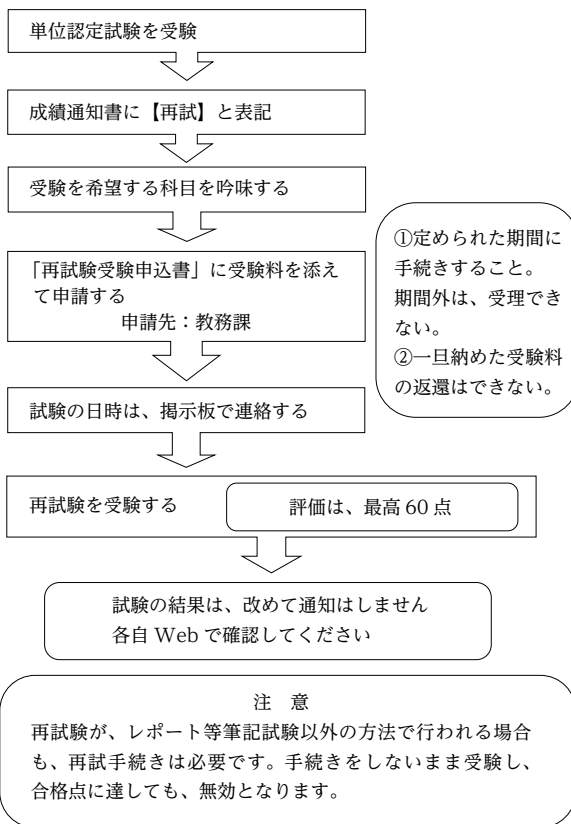 単位認定試験を受験
成績通知書に【再試】と表記
受験を希望する科目を吟味する
「再試験受験申込書」に受験料を添え
て申請する
申請先：教務課
①定められた期間に
手続きすること。
期間外は、受理でき
ない。
②一旦納めた受験料
の返還はできない。
試験の日時は、掲示板で連絡する
再試験を受験する
評価は、最高 60 点
試験の結果は、改めて通知はしません
各自 Web で確認してください
注　意
再試験が、レポート等筆記試験以外の方法で行われる場合
も、再試手続きは必要です。手続きをしないまま受験し、
合格点に達しても、無効となります。